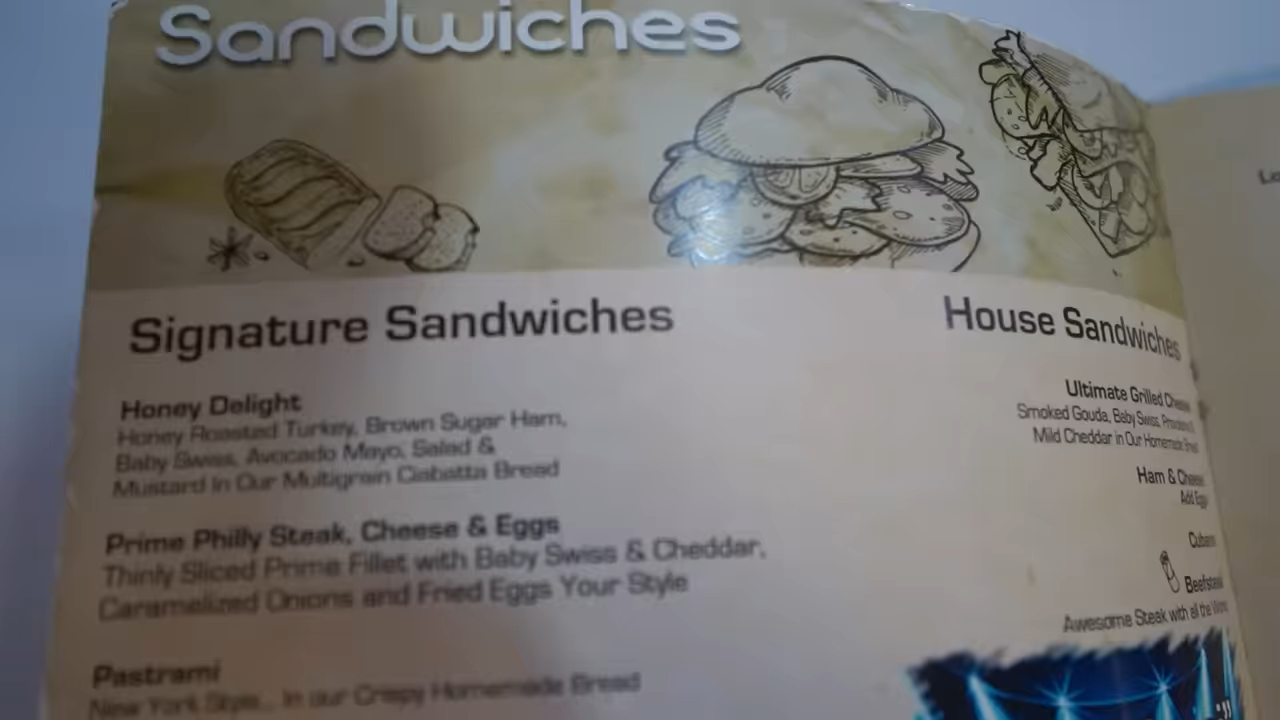 Sandwiches
Signature Sandwiches
Honey Delight
Honey Roasted Turkey, Brown Sugar Ham,
Baby Swiss, Avocado Mayo, Salad &
Mustard In Our Multigrain Ciabatta Bread
Prime Philly Steak, Cheese & Eggs
Thinly Sliced Prime Fillet with Baby Swiss & Cheddar,
Caramelized Onions and Fried Eggs Your Style
Pastrami
New York Style... In our Crispy Homemade Bread
House Sandwiches
Ultimate Grilled Cheese
Smoked Gouda, Baby Swiss,
Mild Cheddar in Our Homemade
Ham & Cheese
Add Egg
Cuban
Beefsteak
Awesome Steak with all the